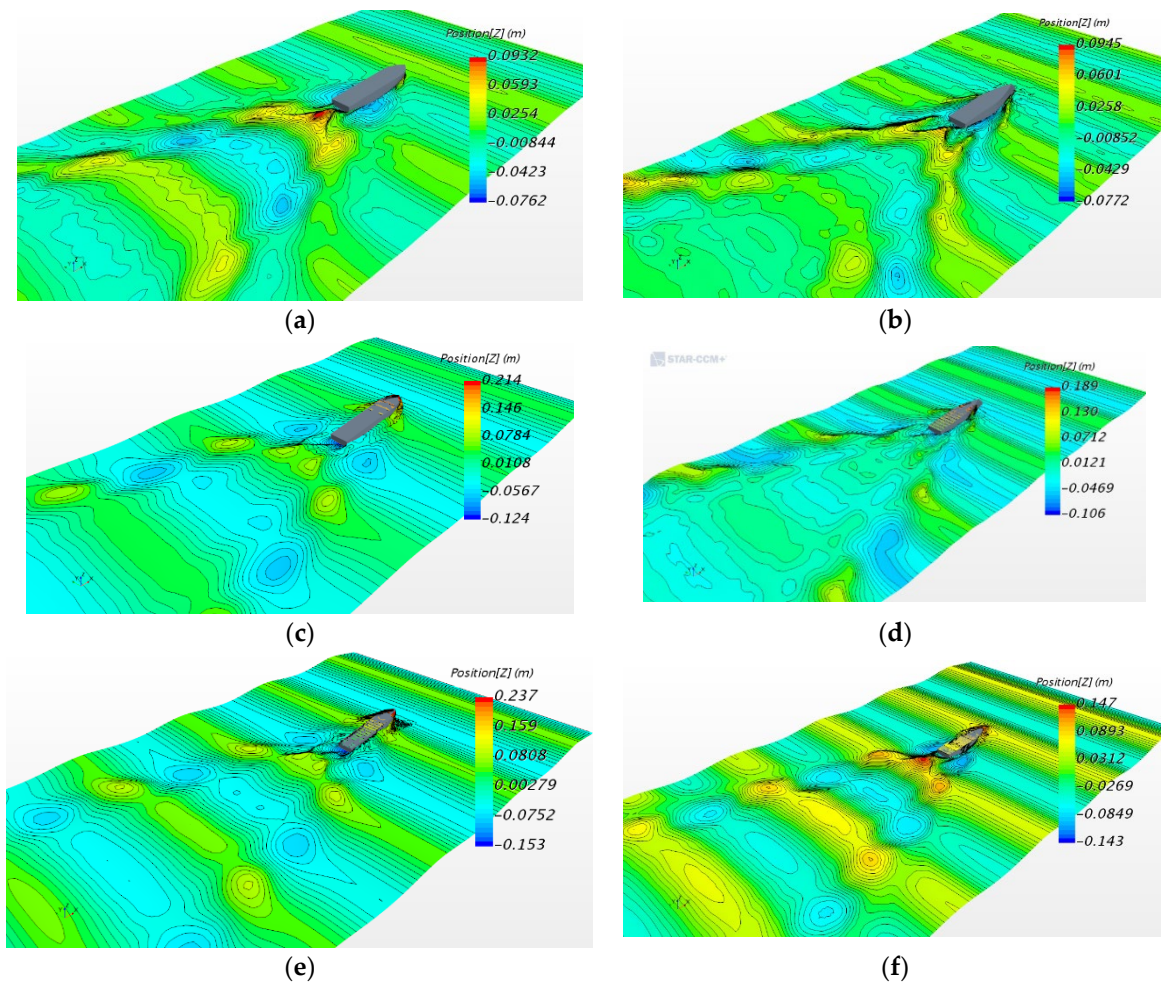 Position[Z] (m)
0.0932
0.0593
0.0254
-0.00844
-0.0423
-0.0762
(a)
Position[Z] (m)
0.0945
0.0601
0.0258
-0.00852
-0.0429
-0.0772
(b)
Position[Z] (m)
0.214
0.146
0.0784
0.0108
-0.0567
-0.124
(c)
STAR-CCM+
Position[Z] (m)
0.189
0.130
0.0712
0.0121
-0.0469
-0.106
(d)
Position[Z] (m)
0.237
0.159
0.0808
0.00279
-0.0752
-0.153
(e)
Position[Z] (m)
0.147
0.0893
0.0312
-0.0269
-0.0849
-0.143
(f)